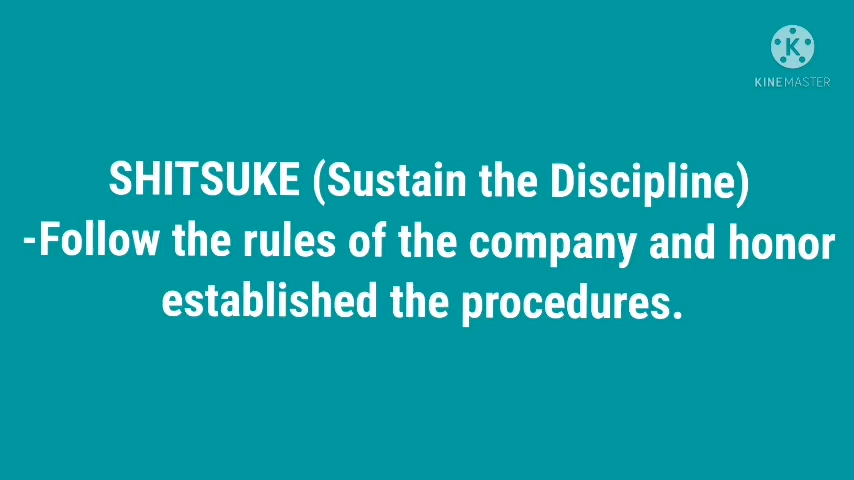 K
KINEMASTER
SHITSUKE (Sustain the Discipline)
-Follow the rules of the company and honor
established the procedures.